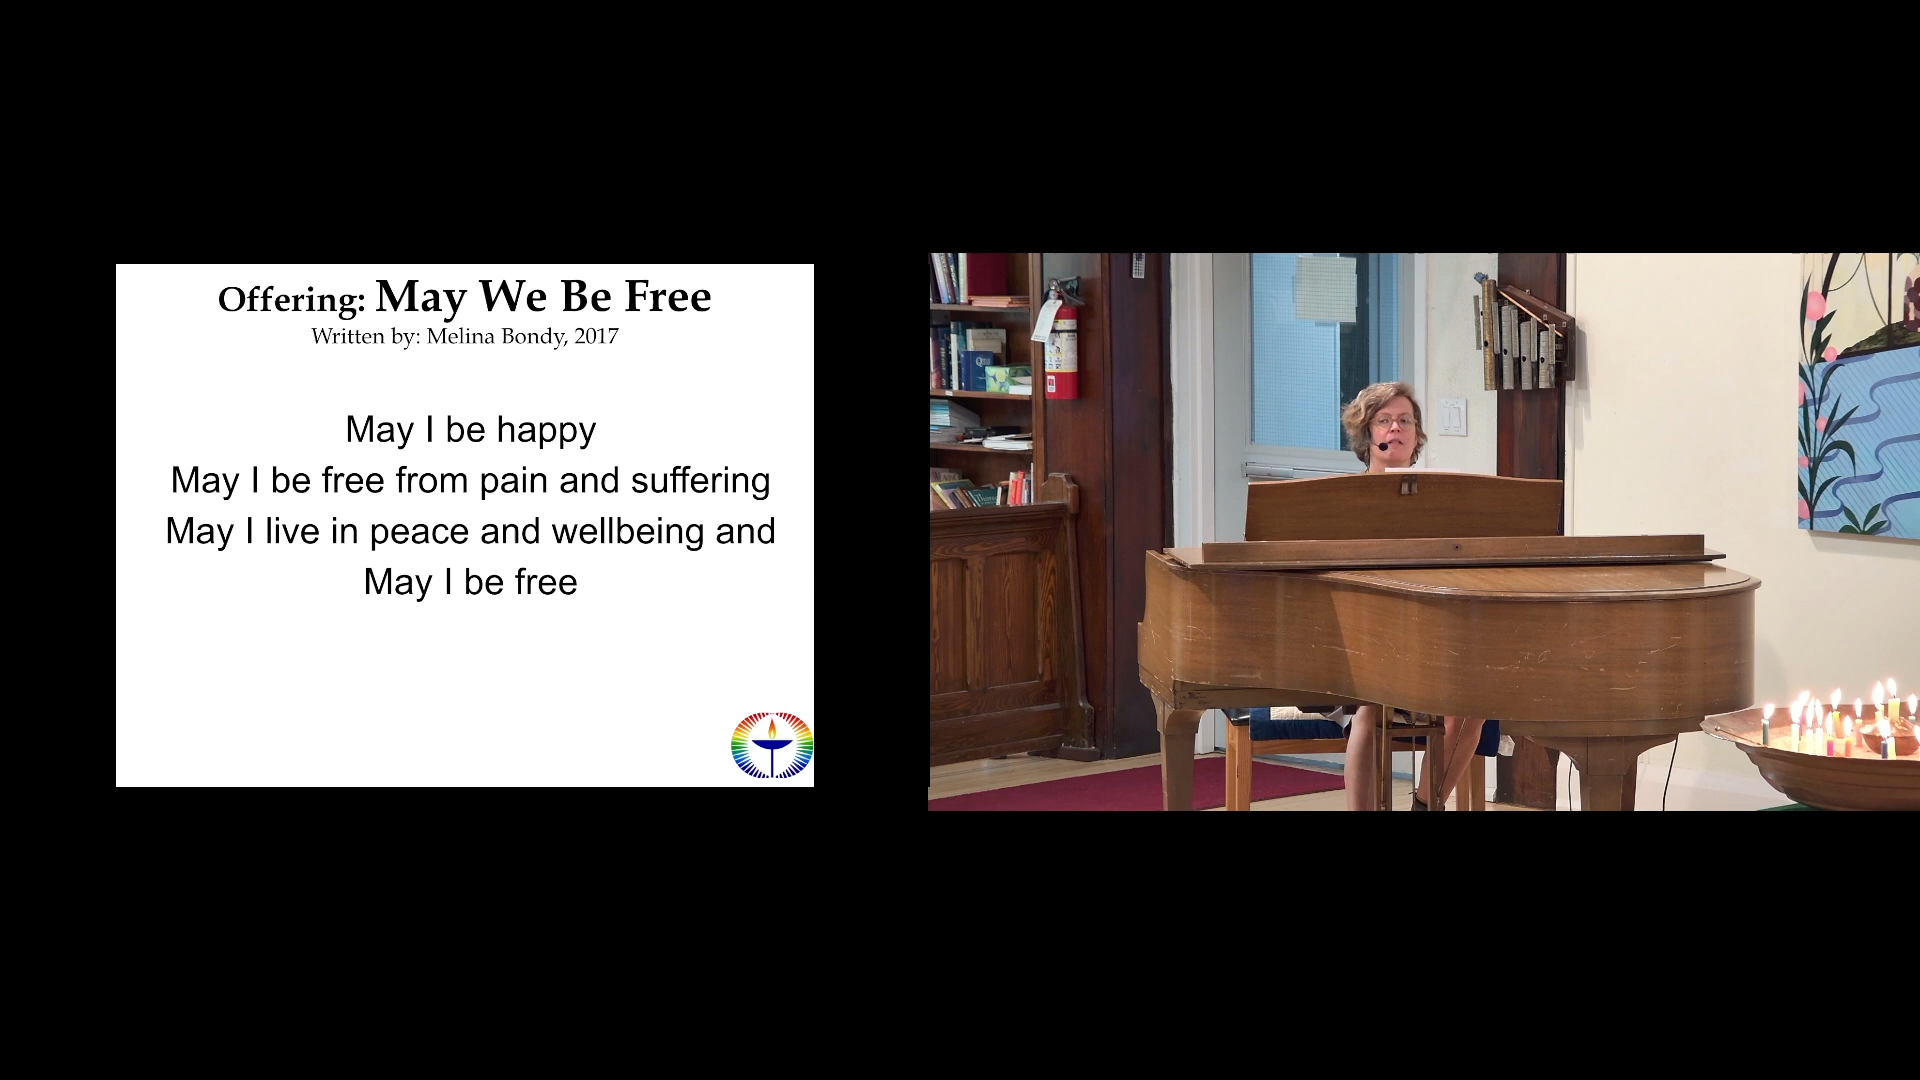 Offering: May We Be Free
Written by: Melina Bondy, 2017
May I be happy
May I be free from pain and suffering
May I live in peace and wellbeing and
May I be free